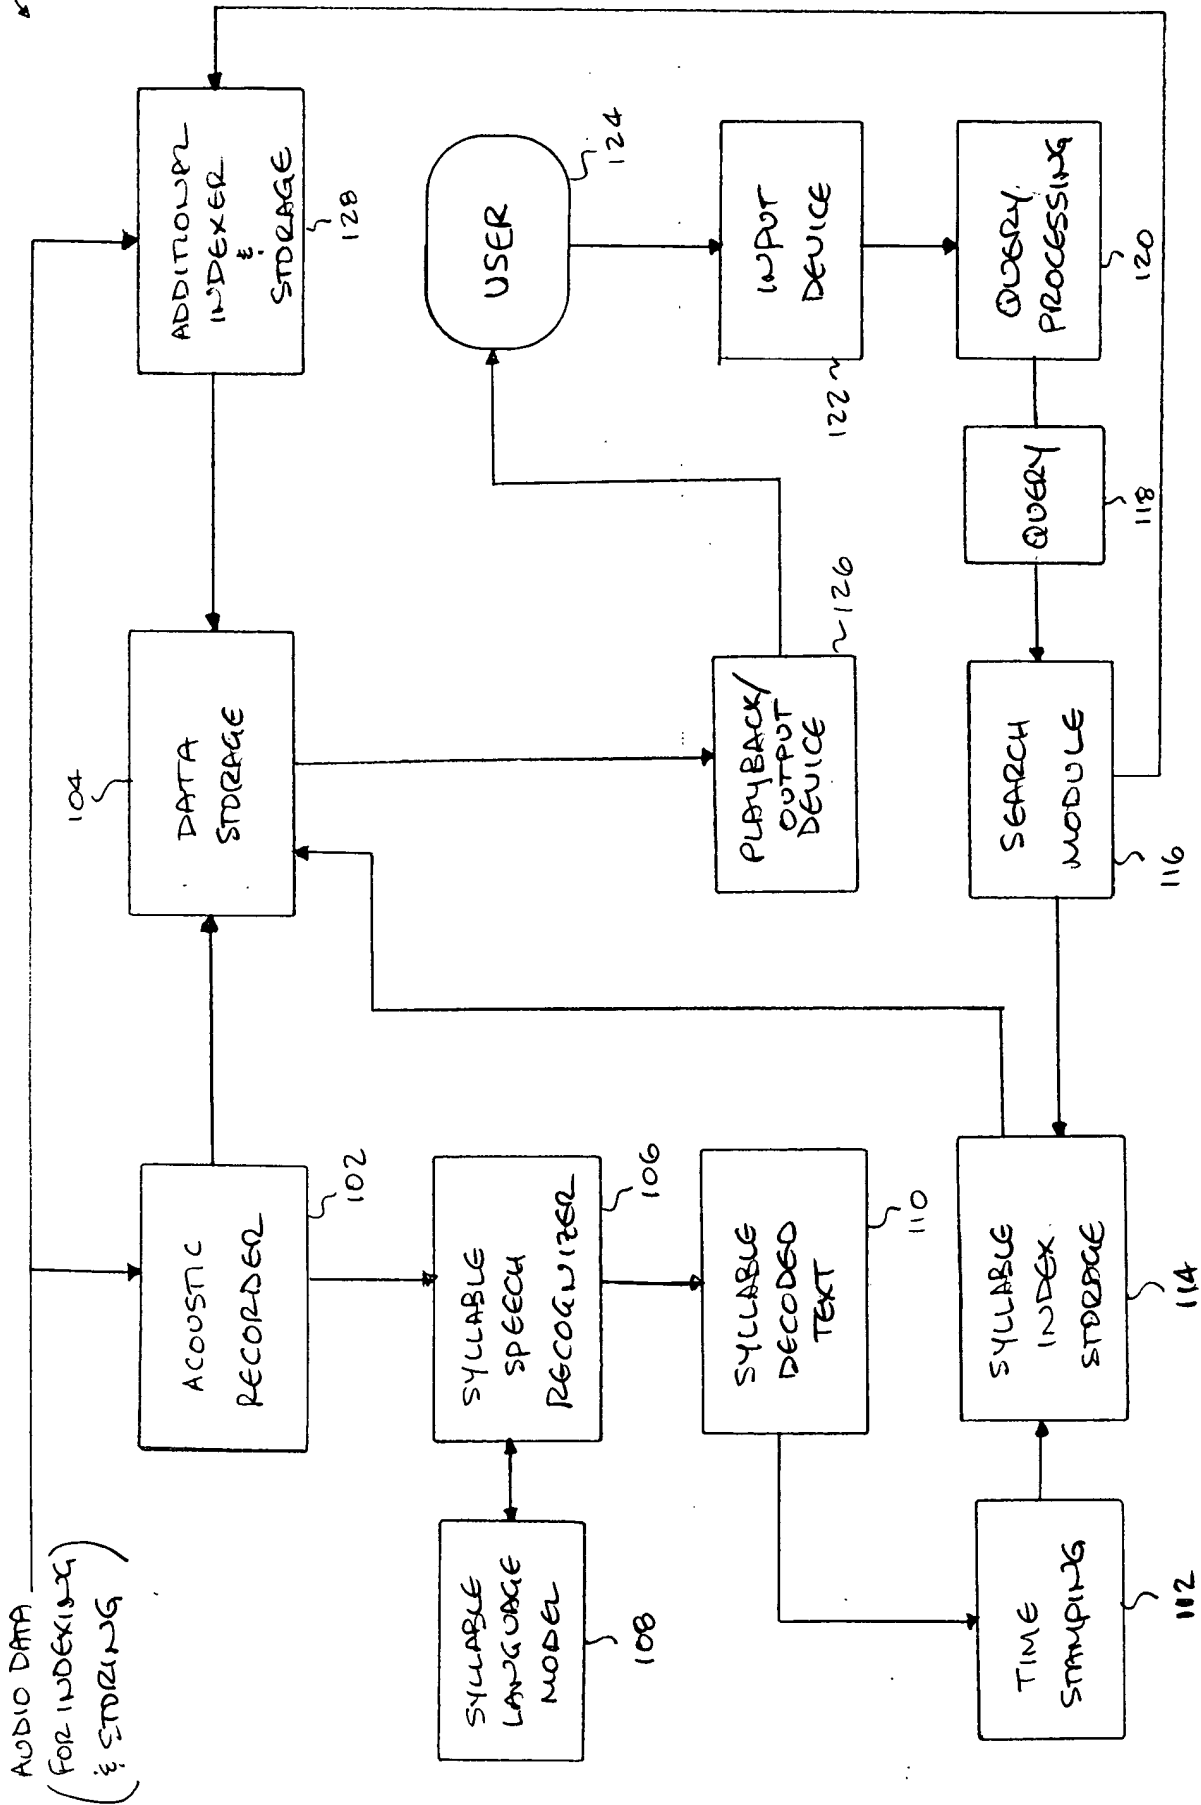 AUDIO DATA
(FOR INDEXING
& STORING)
ACOUSTIC
RECORDER
102
DATA
STORAGE
104
ADDITIONAL
INDEXER
&
STORAGE
128
SYLLABLE
LANGUAGE
MODEL
108
SYLLABLE
SPEECH
RECOGNIZER
106
USER
124
SYLLABLE
DECODED
TEXT
110
PLAYBACK/
OUTPUT
DEVICE
126
INPUT
DEVICE
122
TIME
STAMPING
112
SYLLABLE
INDEX
STORAGE
114
SEARCH
MODULE
116
QUERY
118
QUERY
PROCESSING
120